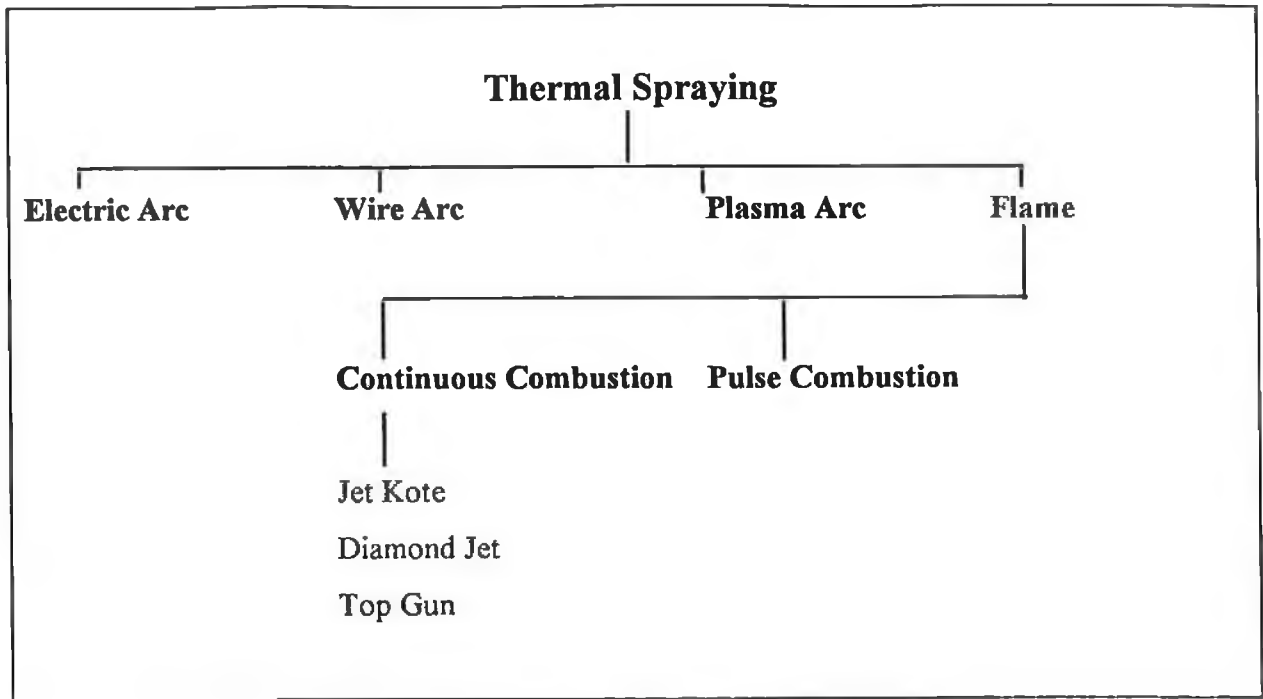 Thermal Spraying
Electric Arc Wire Arc Plasma Arc Flame
Continuous Combustion Pulse Combustion
Jet Kote
Diamond Jet
Top Gun